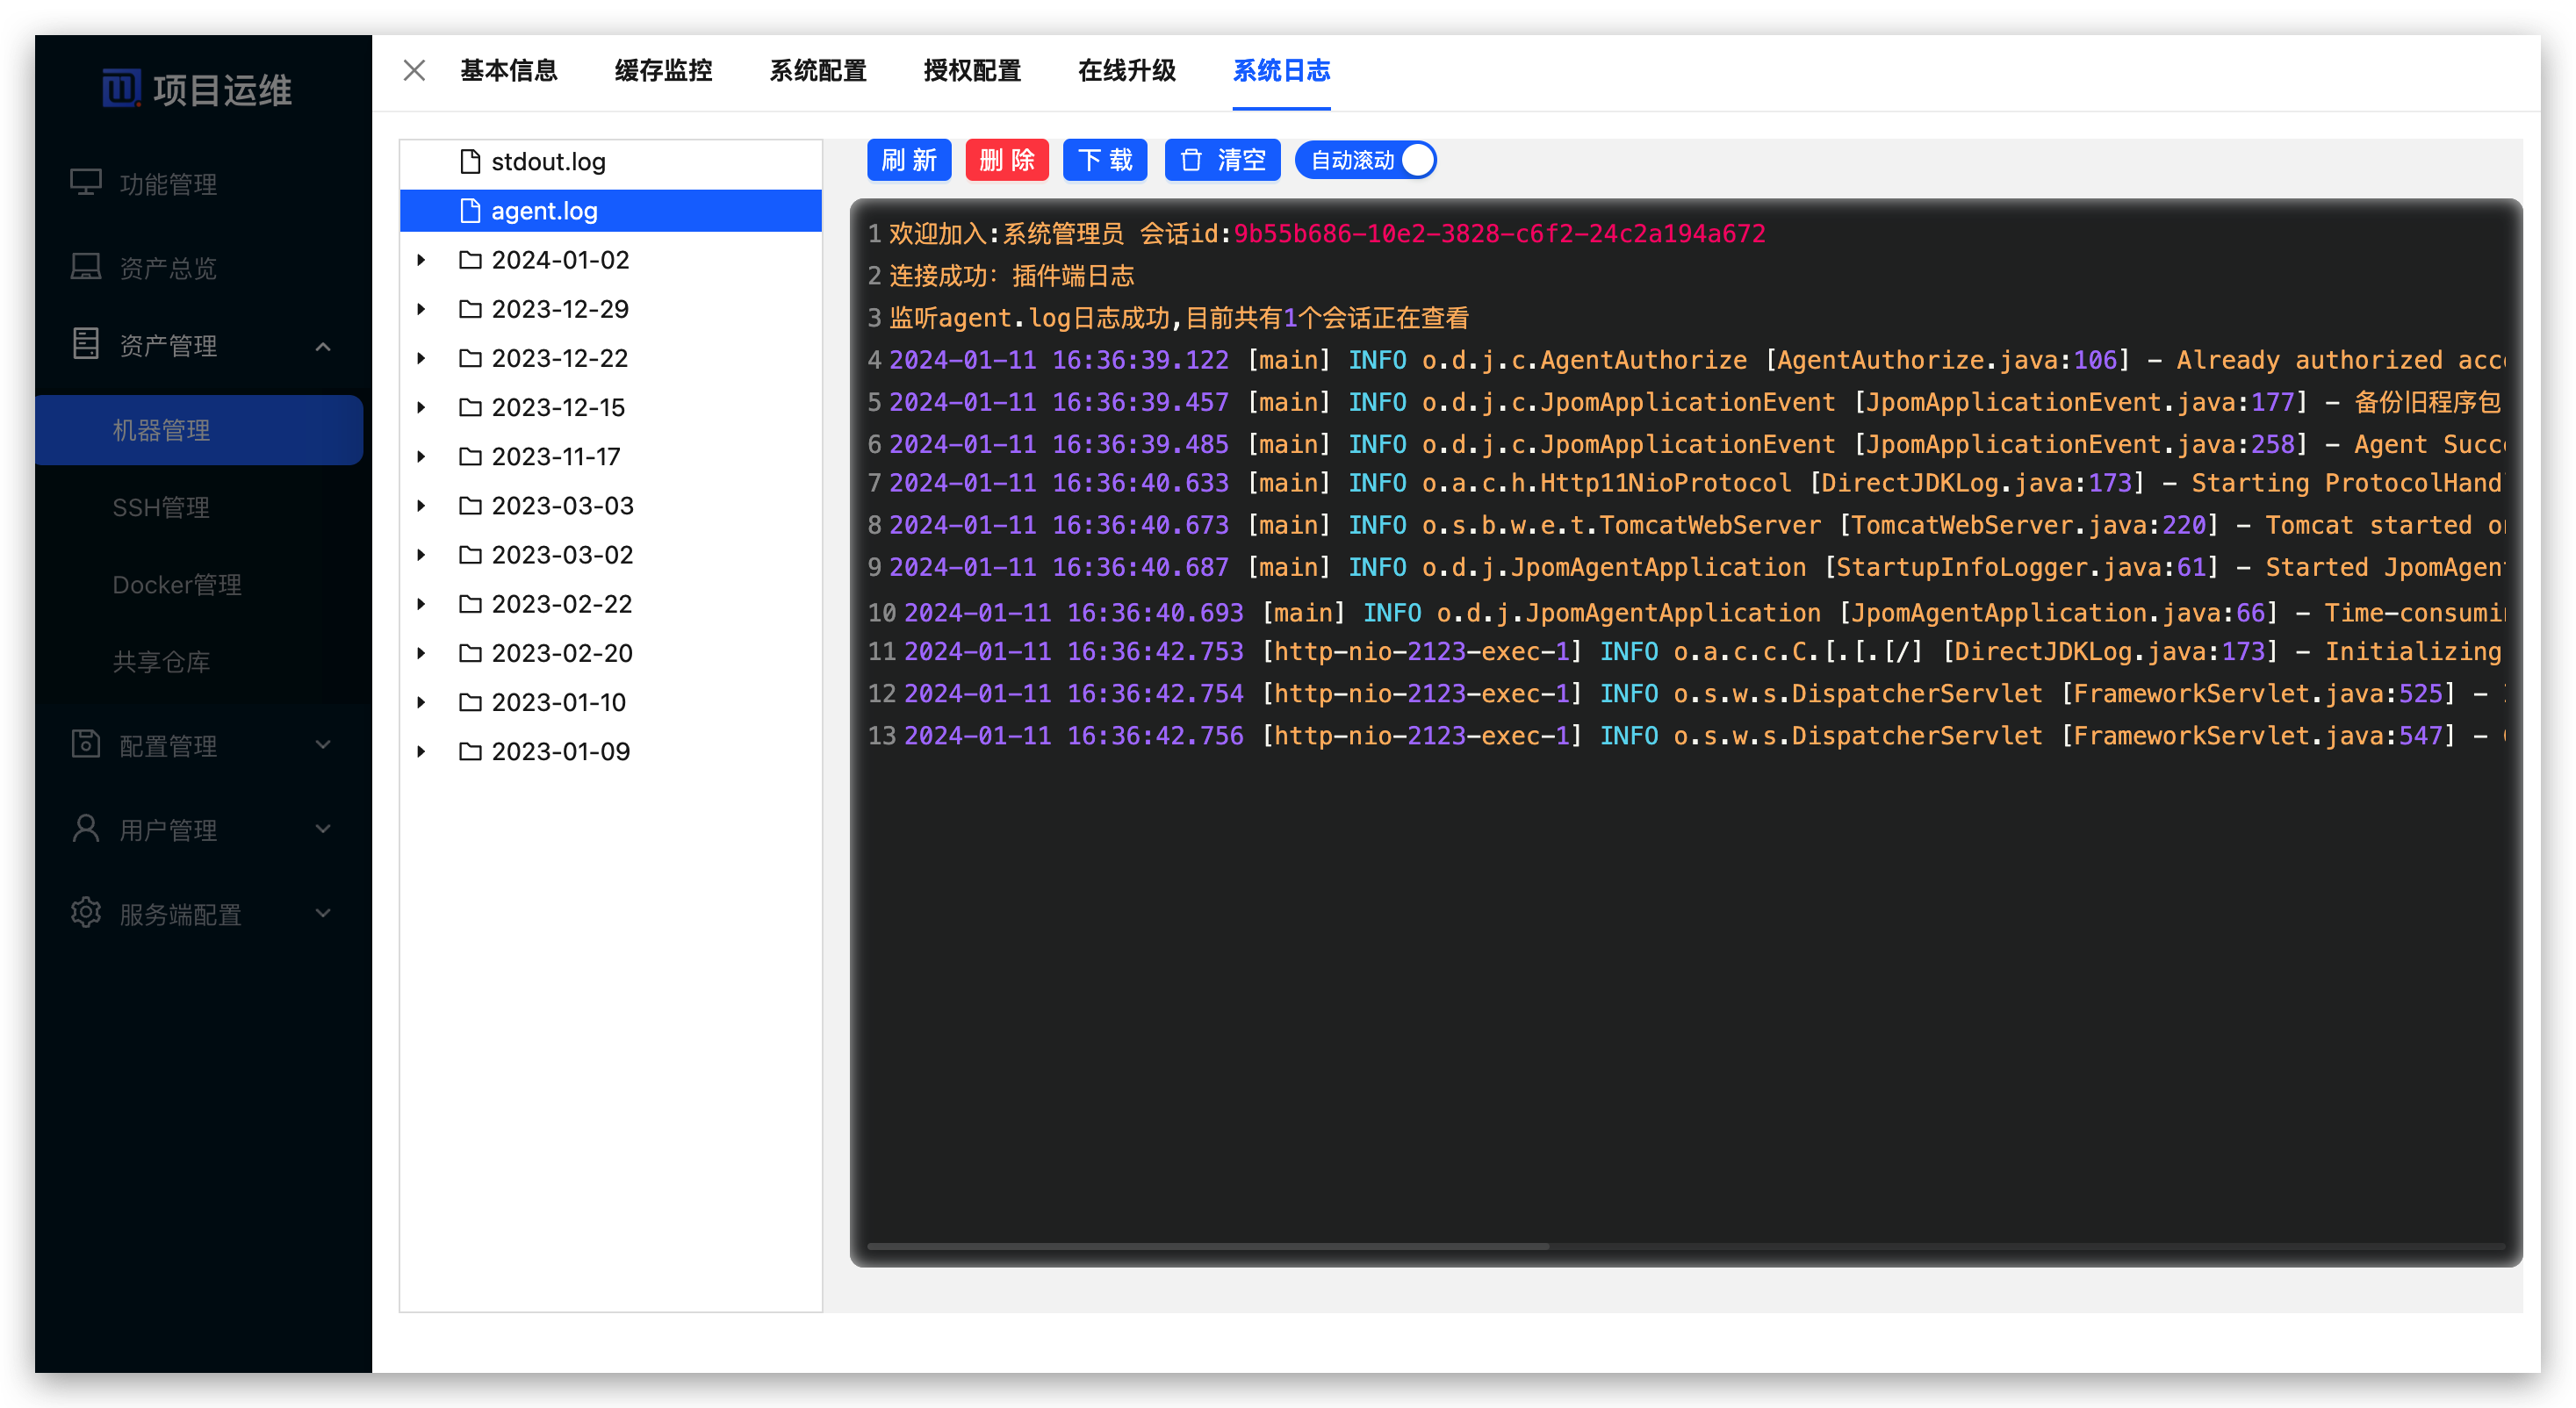 项目运维
功能管理
资产总览
资产管理
机器管理
SSH管理
Docker管理
共享仓库
配置管理
用户管理
服务端配置
基本信息 缓存监控 系统配置 授权配置 在线升级 系统日志
stdout.log
agent.log
2024-01-02
2023-12-29
2023-12-22
2023-12-15
2023-11-17
2023-03-03
2023-03-02
2023-02-22
2023-02-20
2023-01-10
2023-01-09
刷 新 删 除 下 载 清空 自动滚动
1 欢迎加入:系统管理员 会话id:9b55b686-10e2-3828-c6f2-24c2a194a672
2 连接成功：插件端日志
3 监听agent.log日志成功,目前共有1个会话正在查看
4 2024-01-11 16:36:39.122 [main] INFO o.d.j.c.AgentAuthorize [AgentAuthorize.java:106] - Already authorized
5 2024-01-11 16:36:39.457 [main] INFO o.d.j.c.JpomApplicationEvent [JpomApplicationEvent.java:177] - 备份旧程序包
6 2024-01-11 16:36:39.485 [main] INFO o.d.j.c.JpomApplicationEvent [JpomApplicationEvent.java:258] - Agent
7 2024-01-11 16:36:40.633 [main] INFO o.a.c.h.Http11NioProtocol [DirectJDKLog.java:173] - Starting
8 2024-01-11 16:36:40.673 [main] INFO o.s.b.w.e.t.TomcatWebServer [TomcatWebServer.java:220] - Tomcat started
9 2024-01-11 16:36:40.687 [main] INFO o.d.j.JpomAgentApplication [StartupInfoLogger.java:61] - Started
10 2024-01-11 16:36:40.693 [main] INFO o.d.j.JpomAgentApplication [JpomAgentApplication.java:66] -
11 2024-01-11 16:36:42.753 [http-nio-2123-exec-1] INFO o.a.c.c.C.[.[.[/] [DirectJDKLog.java:173] - Initializing
12 2024-01-11 16:36:42.754 [http-nio-2123-exec-1] INFO o.s.w.s.DispatcherServlet [FrameworkServlet.java:525] -
13 2024-01-11 16:36:42.756 [http-nio-2123-exec-1] INFO o.s.w.s.DispatcherServlet [FrameworkServlet.java:547] -